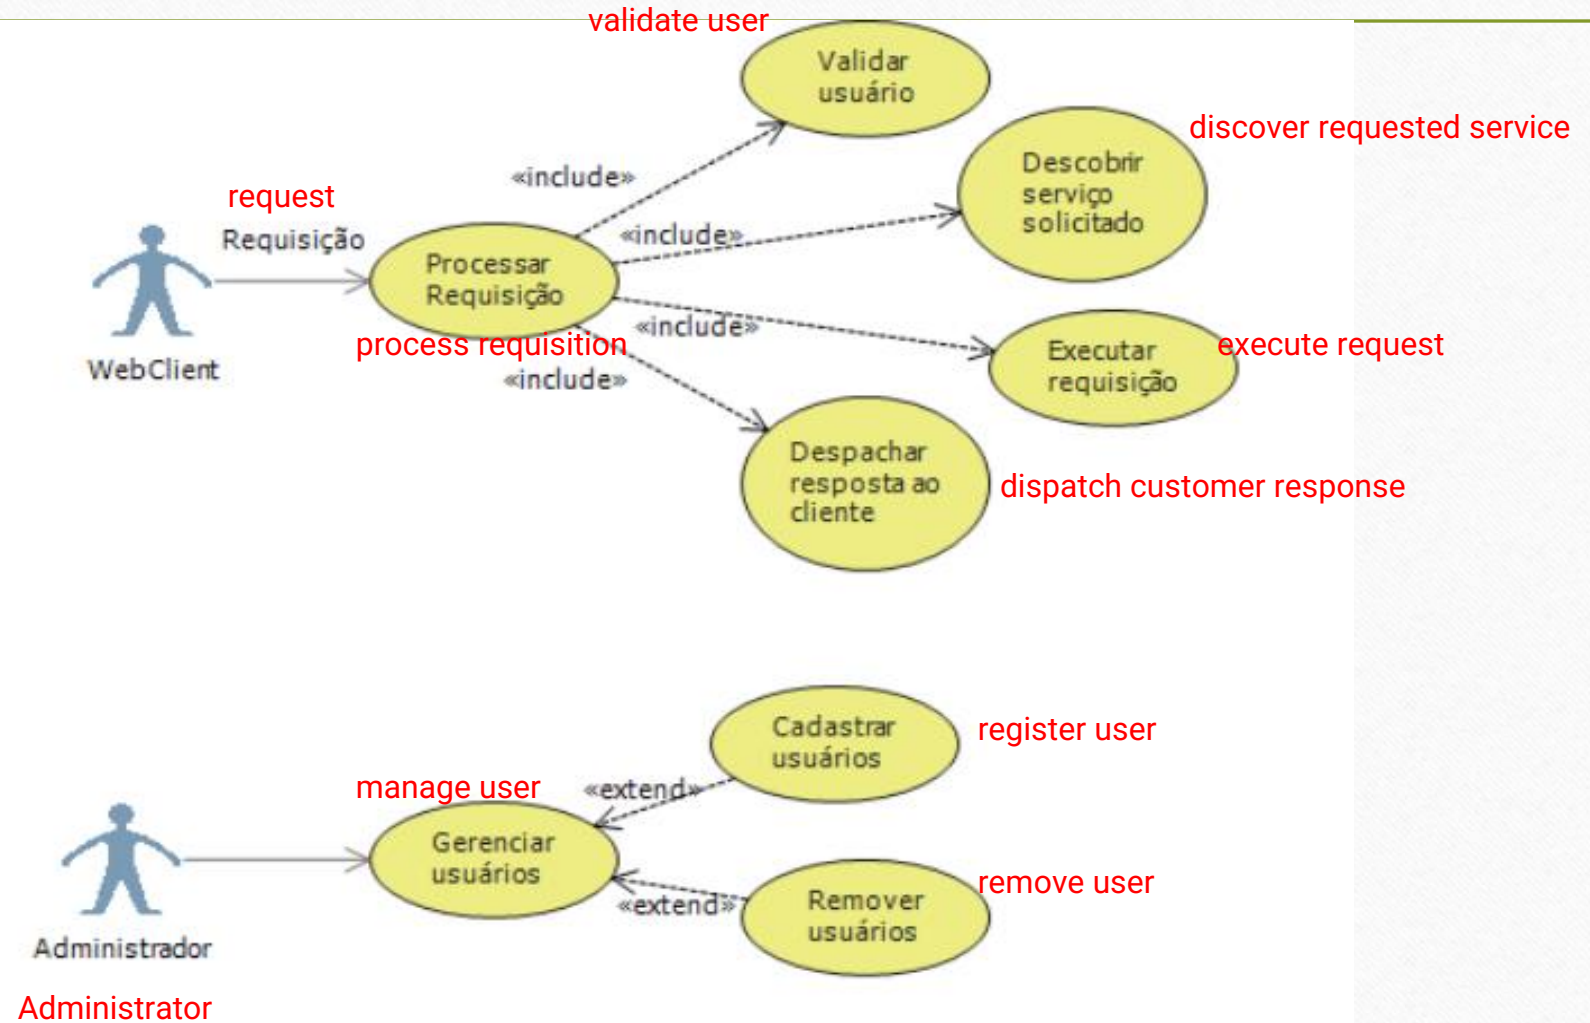 validate user
Validar
usuário
discover requested service
Descobrir
serviço
solicitado
«include»
request
Requisição
«include»
Processar
Requisição
WebClient
process requisition
«include»
«include»
Executar
requisição
execute request
Despachar
resposta ao
cliente
dispatch customer response
Cadastrar
usuários
register user
manage user
«extend»
Gerenciar
usuários
«extend»
Remover
usuários
remove user
Administrador
Administrator